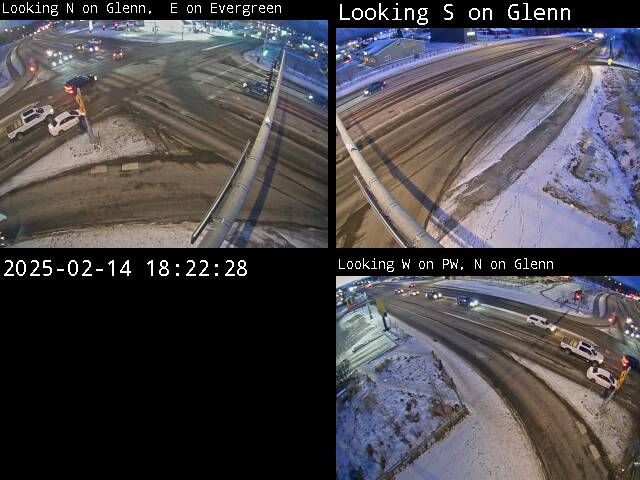 Looking N on Glenn,  E on Evergreen
Looking S on Glenn
2025-02-14 18:22:28
Looking W on PW, N on Glenn